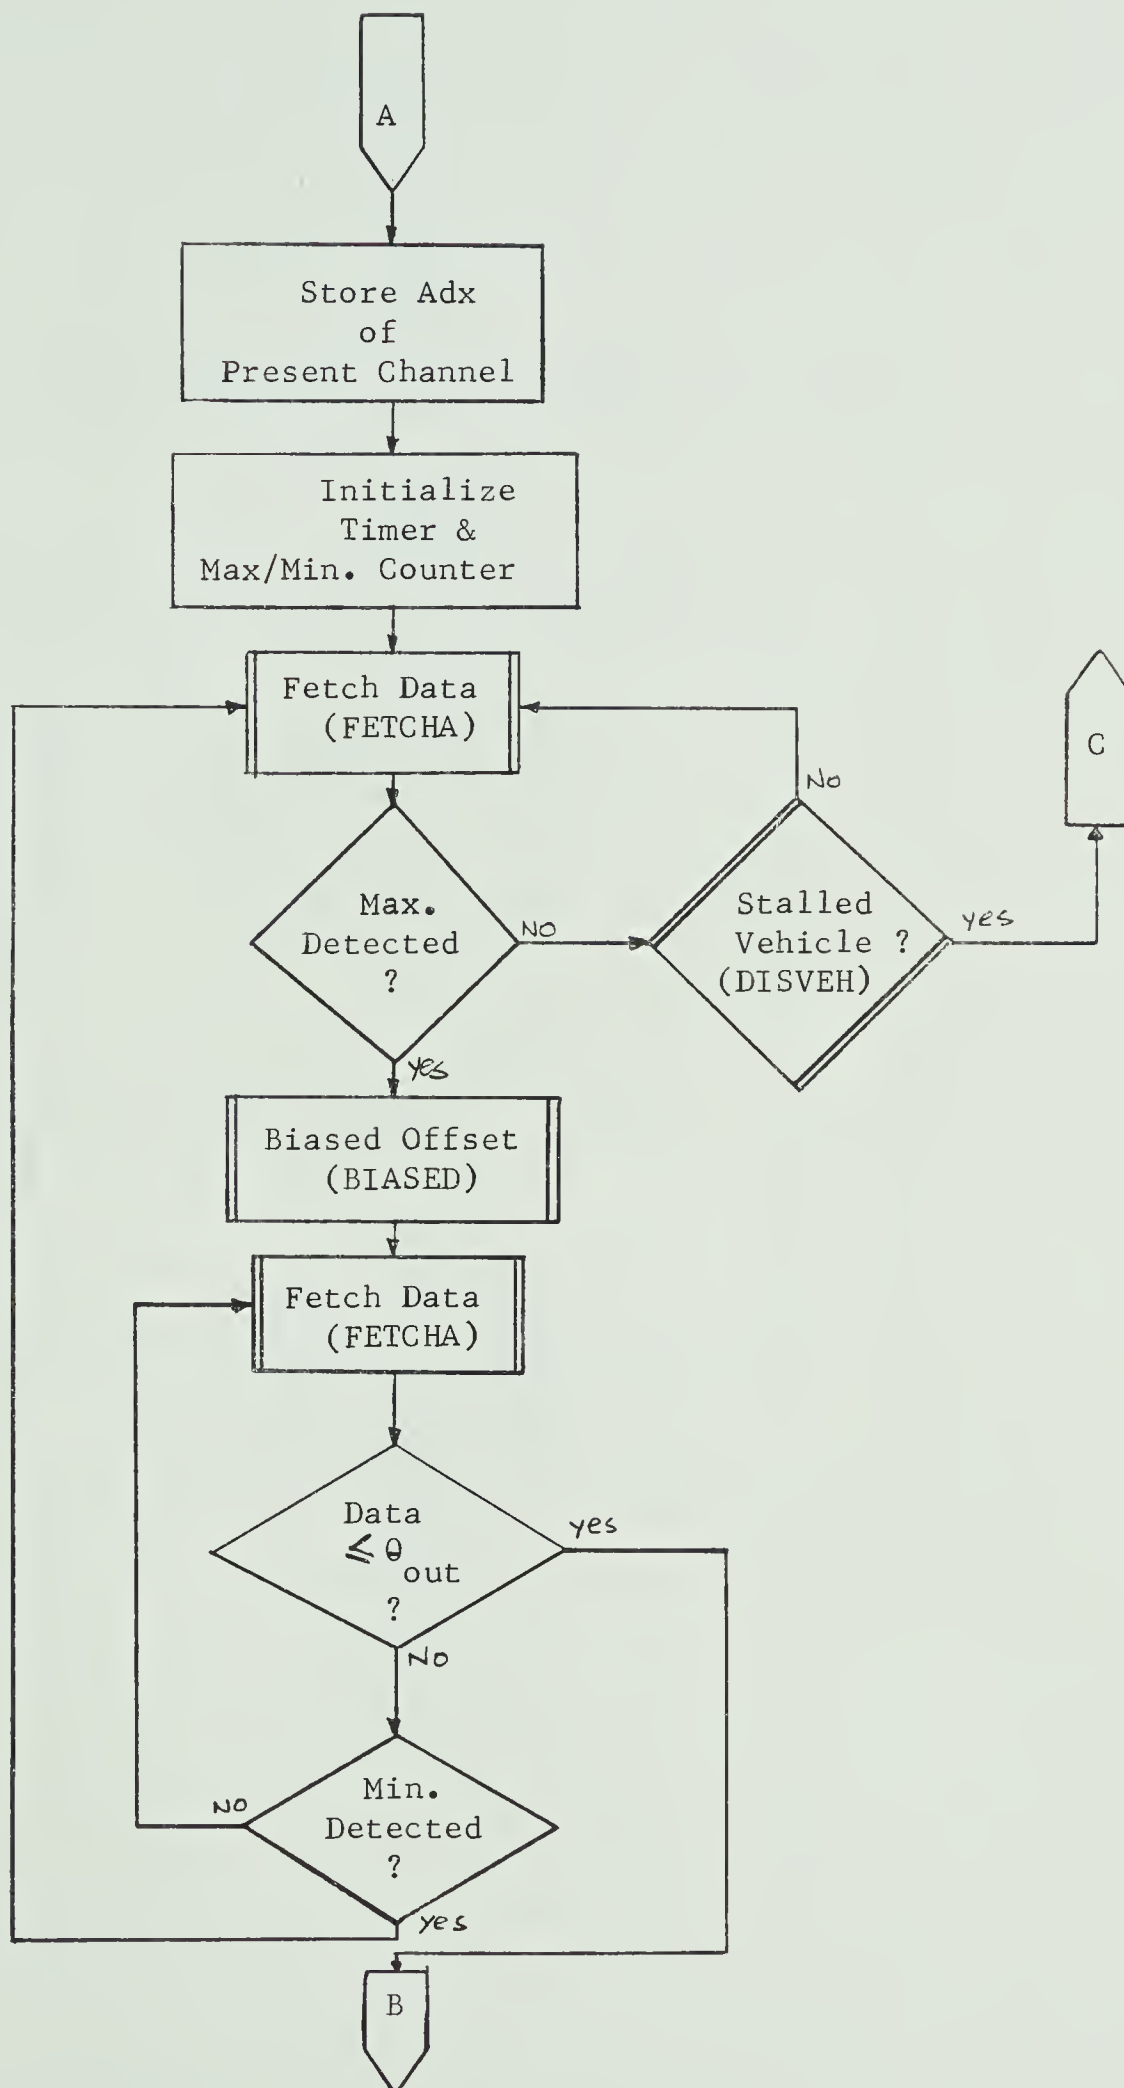 A
Store Adx
of
Present Channel
Initialize
Timer &
Max/Min. Counter
Fetch Data
(FETCHA)
C
No
Max.
Detected
?
NO
Stalled
Vehicle ?
(DISVEH)
yes
yes
Biased Offset
(BIASED)
Fetch Data
(FETCHA)
Data
≤ θout
?
yes
No
Min.
Detected
?
NO
yes
B